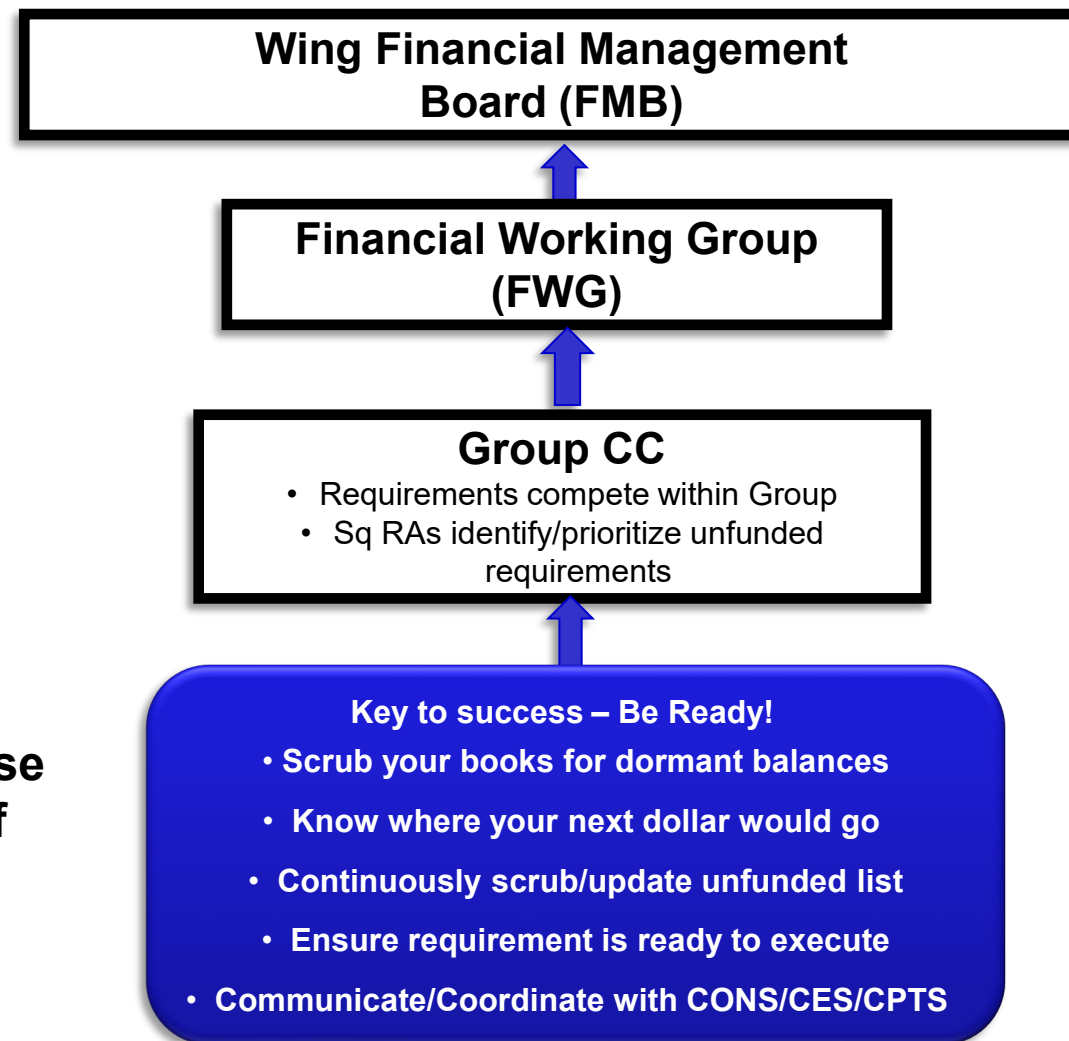 Wing Financial Management
Board (FMB)
Financial Working Group
(FWG)
Group CC
• Requirements compete within Group
• Sq RAs identify/prioritize unfunded
requirements
Key to success – Be Ready!
• Scrub your books for dormant balances
• Know where your next dollar would go
• Continuously scrub/update unfunded list
• Ensure requirement is ready to execute
• Communicate/Coordinate with CONS/CES/CPTS